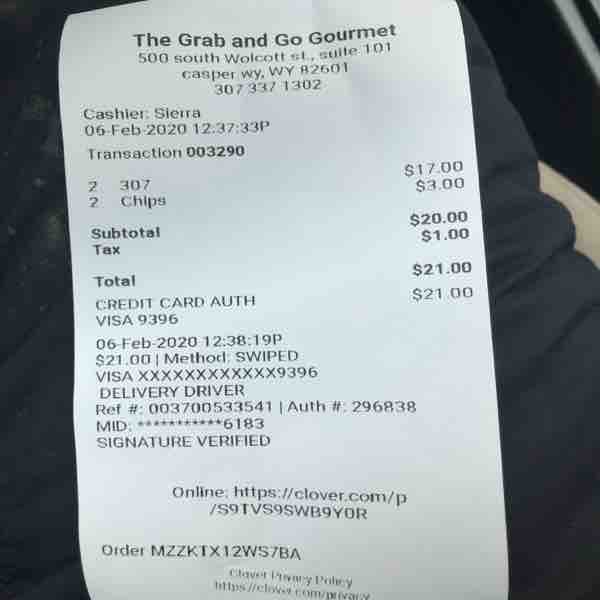 The Grab and Go Gourmet
500 south Wolcott st., suite 101
casper wy, WY 82601
307 337 1302
Cashier: Sierra
06-Feb-2020 12:37:33P
Transaction 003290
2 307 $17.00
2 Chips $3.00
Subtotal $20.00
Tax $1.00
Total $21.00
CREDIT CARD AUTH $21.00
VISA 9396
06-Feb-2020 12:38:19P
$21.00 | Method: SWIPED
VISA XXXXXXXXXXXX9396
DELIVERY DRIVER
Ref #: 003700533541 | Auth #: 296838
MID: ***********6183
SIGNATURE VERIFIED
Online: https://clover.com/p
/S9TVS9SWB9Y0R
Order MZZKTX12WS7BA
Clover Privacy Policy
https://clover.com/privacy